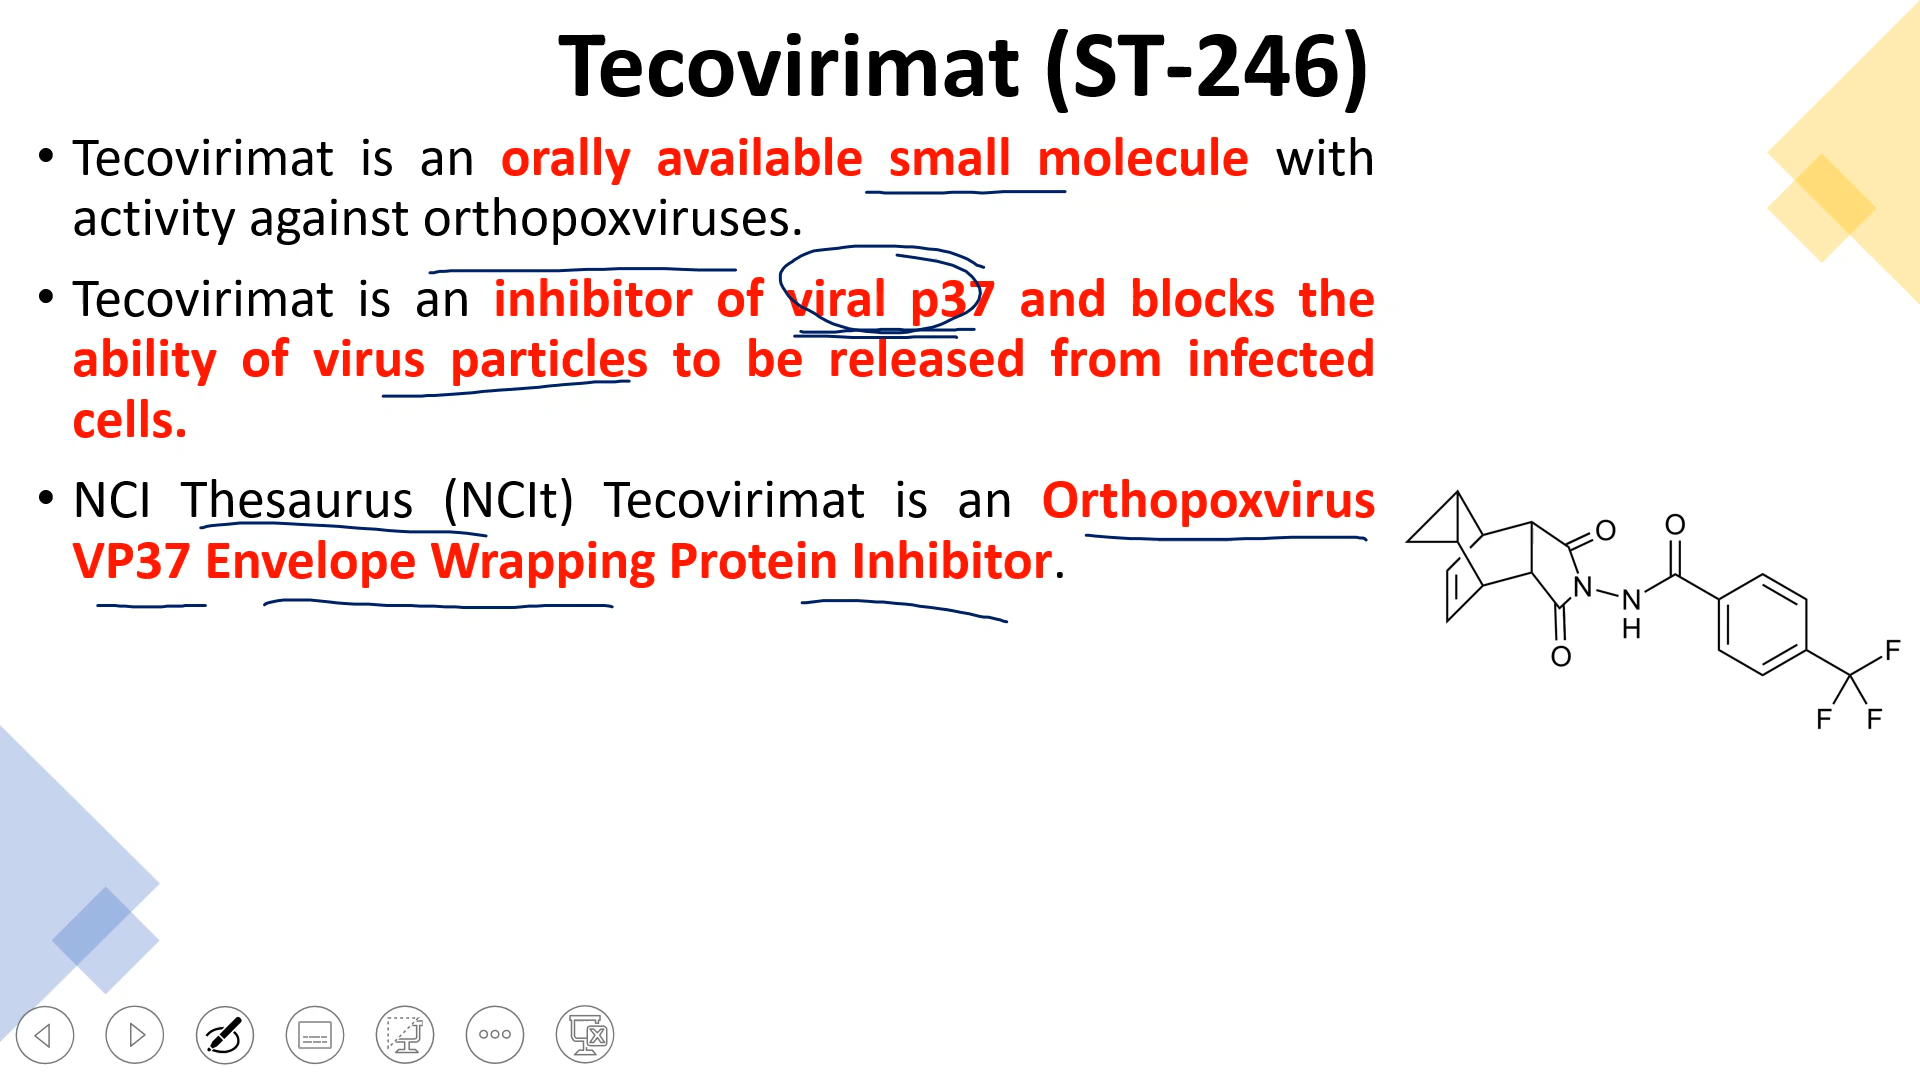 Tecovirimat (ST-246)
• Tecovirimat is an orally available small molecule with
activity against orthopoxviruses.
• Tecovirimat is an inhibitor of viral p37 and blocks the
ability of virus particles to be released from infected
cells.
• NCI Thesaurus (NCIt) Tecovirimat is an Orthopoxvirus
VP37 Envelope Wrapping Protein Inhibitor.
O
O
N
N
H
O
F
F
F